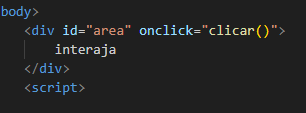 body>
<div id="area" onclick="clicar()">
interaja
</div>
<script>